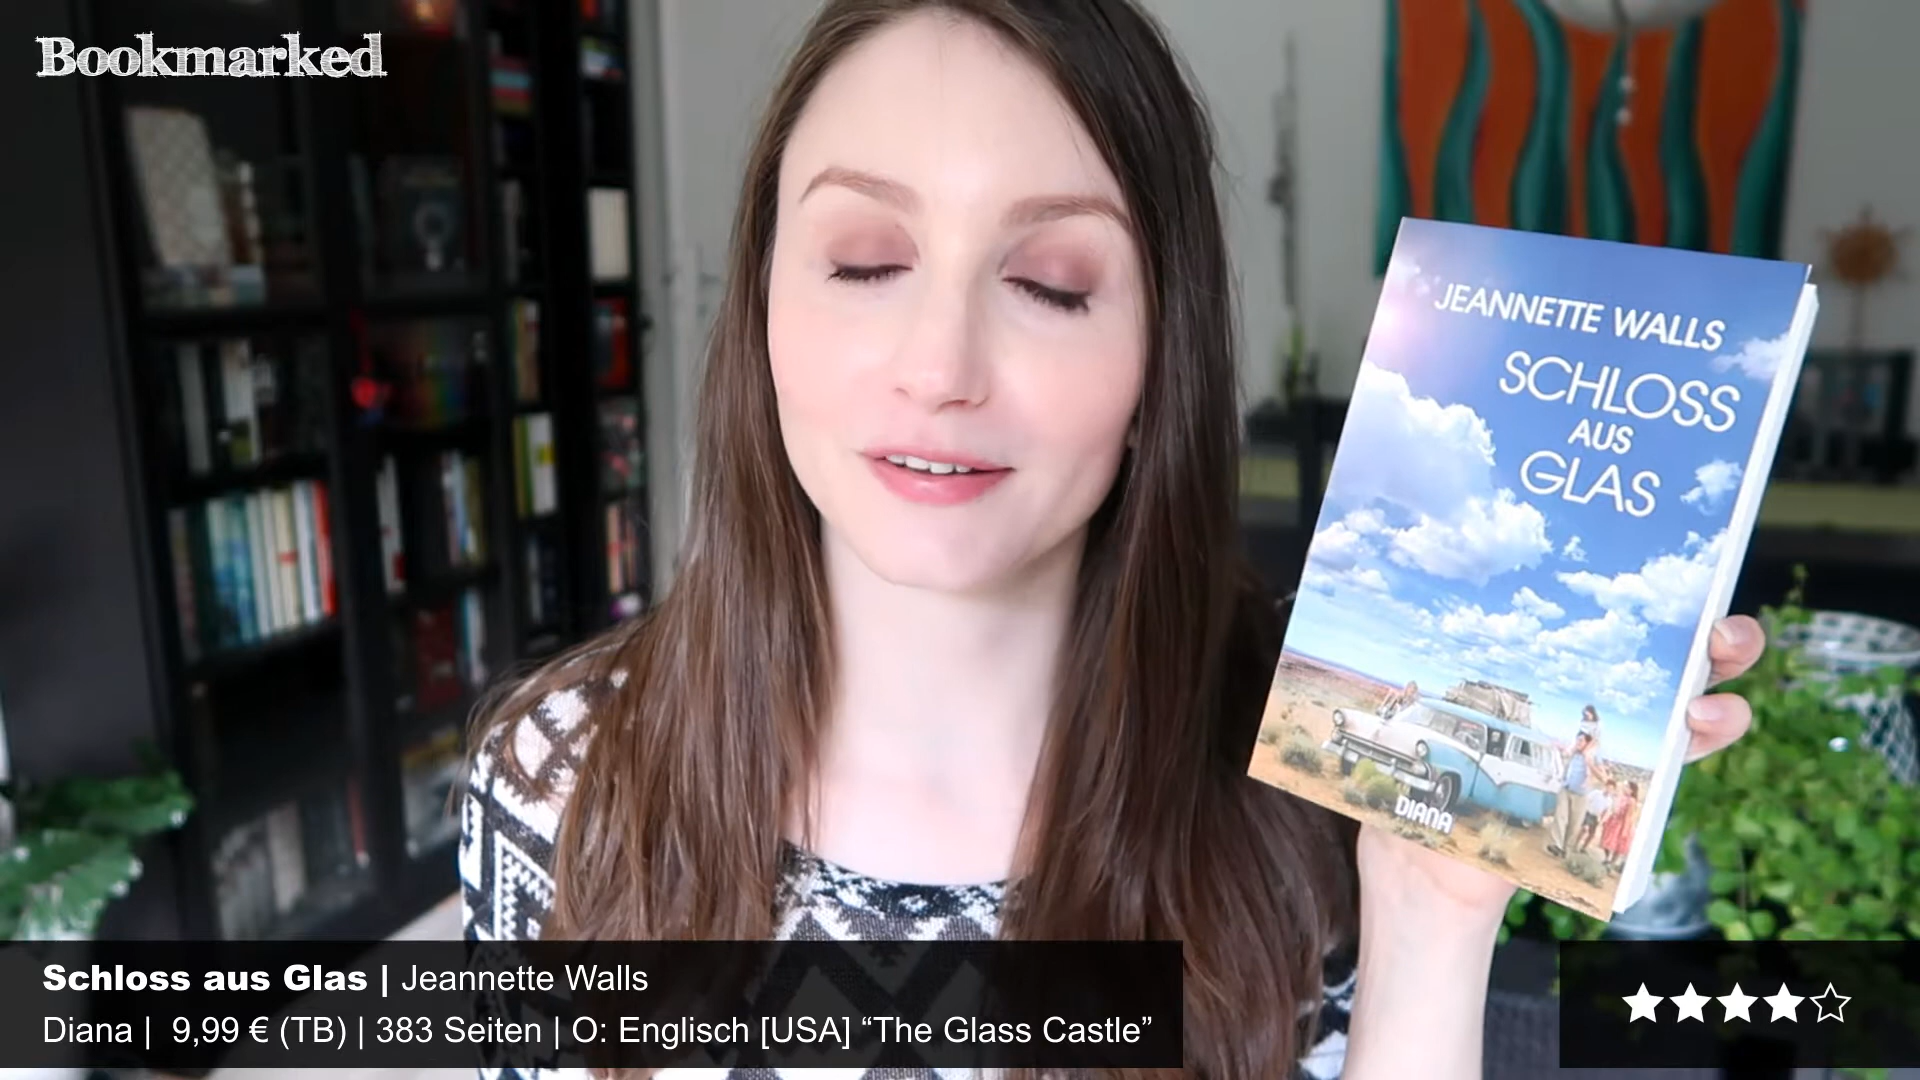 Bookmarked
JEANNETTE WALLS
SCHLOSS
AUS
GLAS
DIANA
Schloss aus Glas | Jeannette Walls
Diana | 9,99 € (TB) | 383 Seiten | O: Englisch [USA] “The Glass Castle”